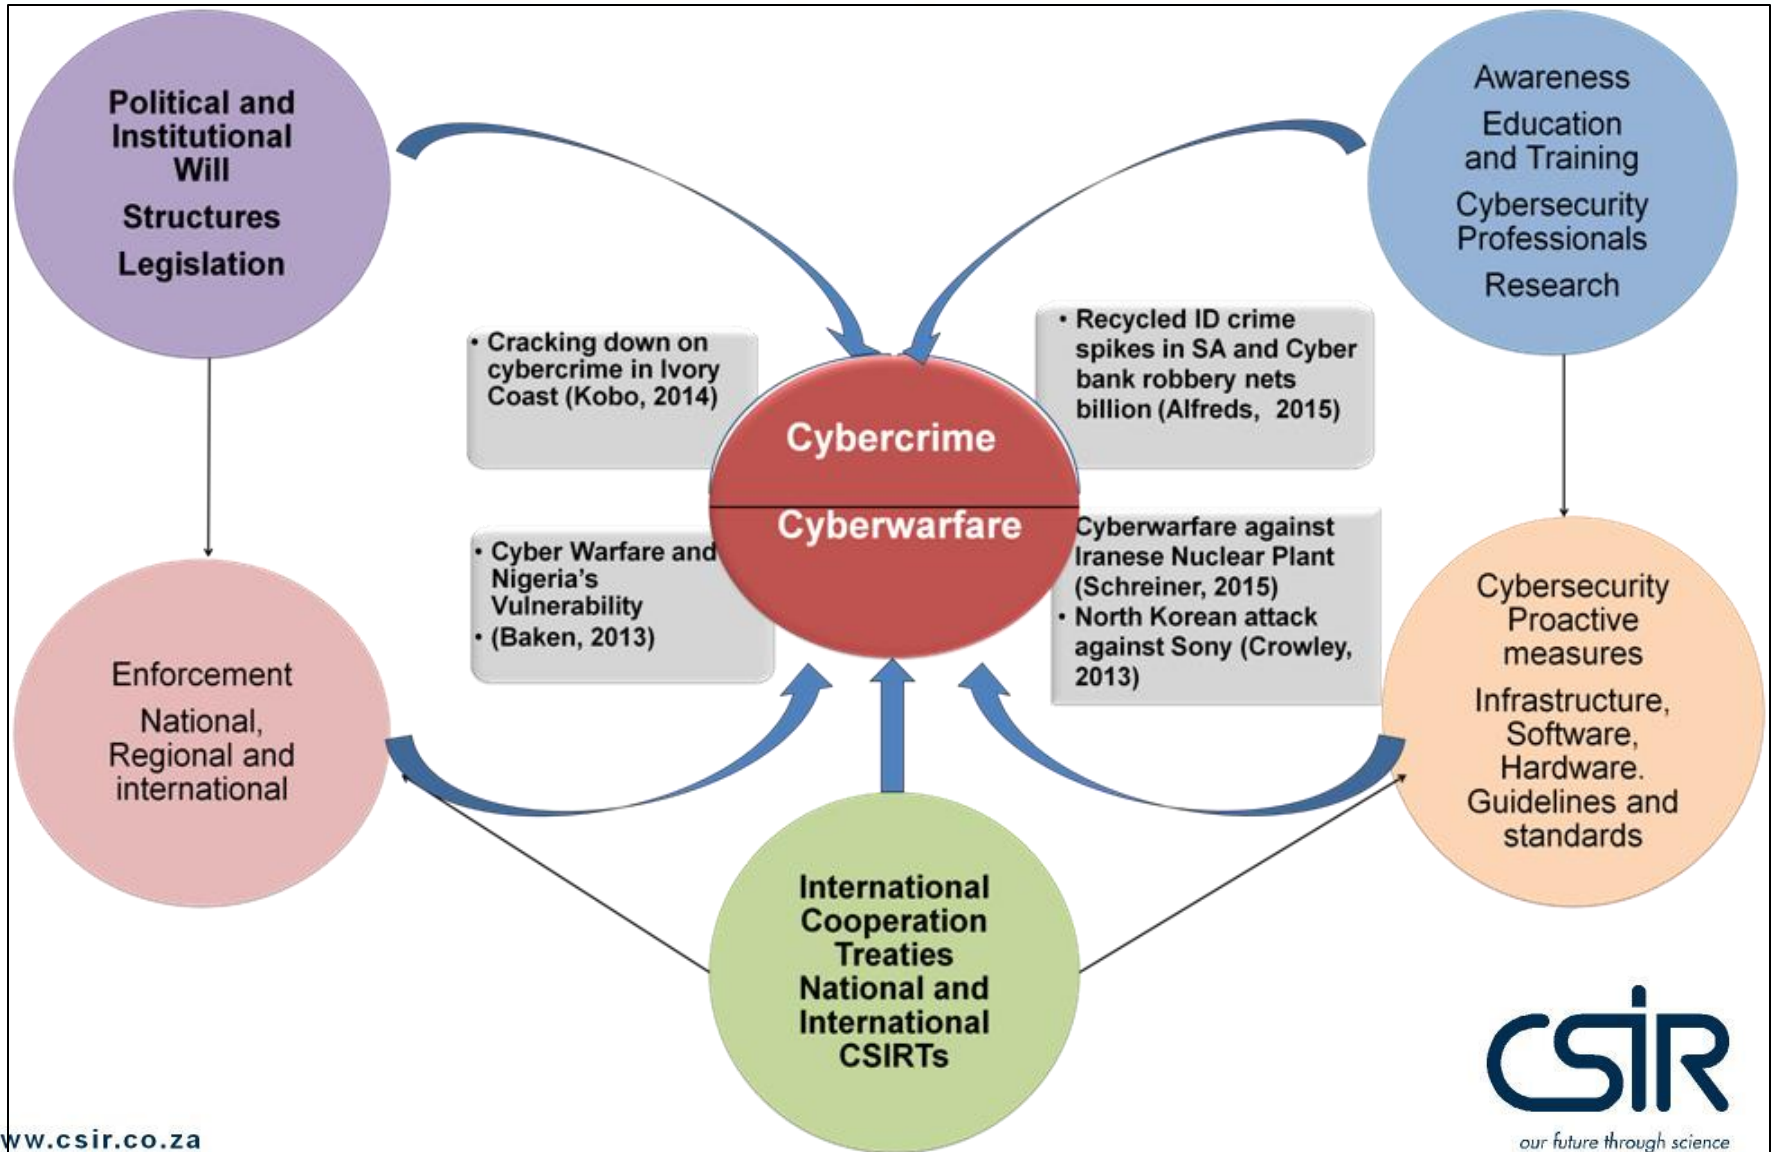 Political and
Institutional
Will
Structures
Legislation
Awareness
Education
and Training
Cybersecurity
Professionals
Research
• Cracking down on
cybercrime in Ivory
Coast (Kobo, 2014)
• Recycled ID crime
spikes in SA and Cyber
bank robbery nets
billion (Alfreds, 2015)
Cybercrime
Cyberwarfare
• Cyber Warfare and
Nigeria's
Vulnerability
• (Baken, 2013)
Cyberwarfare against
Iranese Nuclear Plant
(Schreiner, 2015)
• North Korean attack
against Sony (Crowley,
2013)
Enforcement
National,
Regional and
international
Cybersecurity
Proactive
measures
Infrastructure,
Software,
Hardware.
Guidelines and
standards
International
Cooperation
Treaties
National and
International
CSIRTs
CSIR
our future through science
ww.csir.co.za